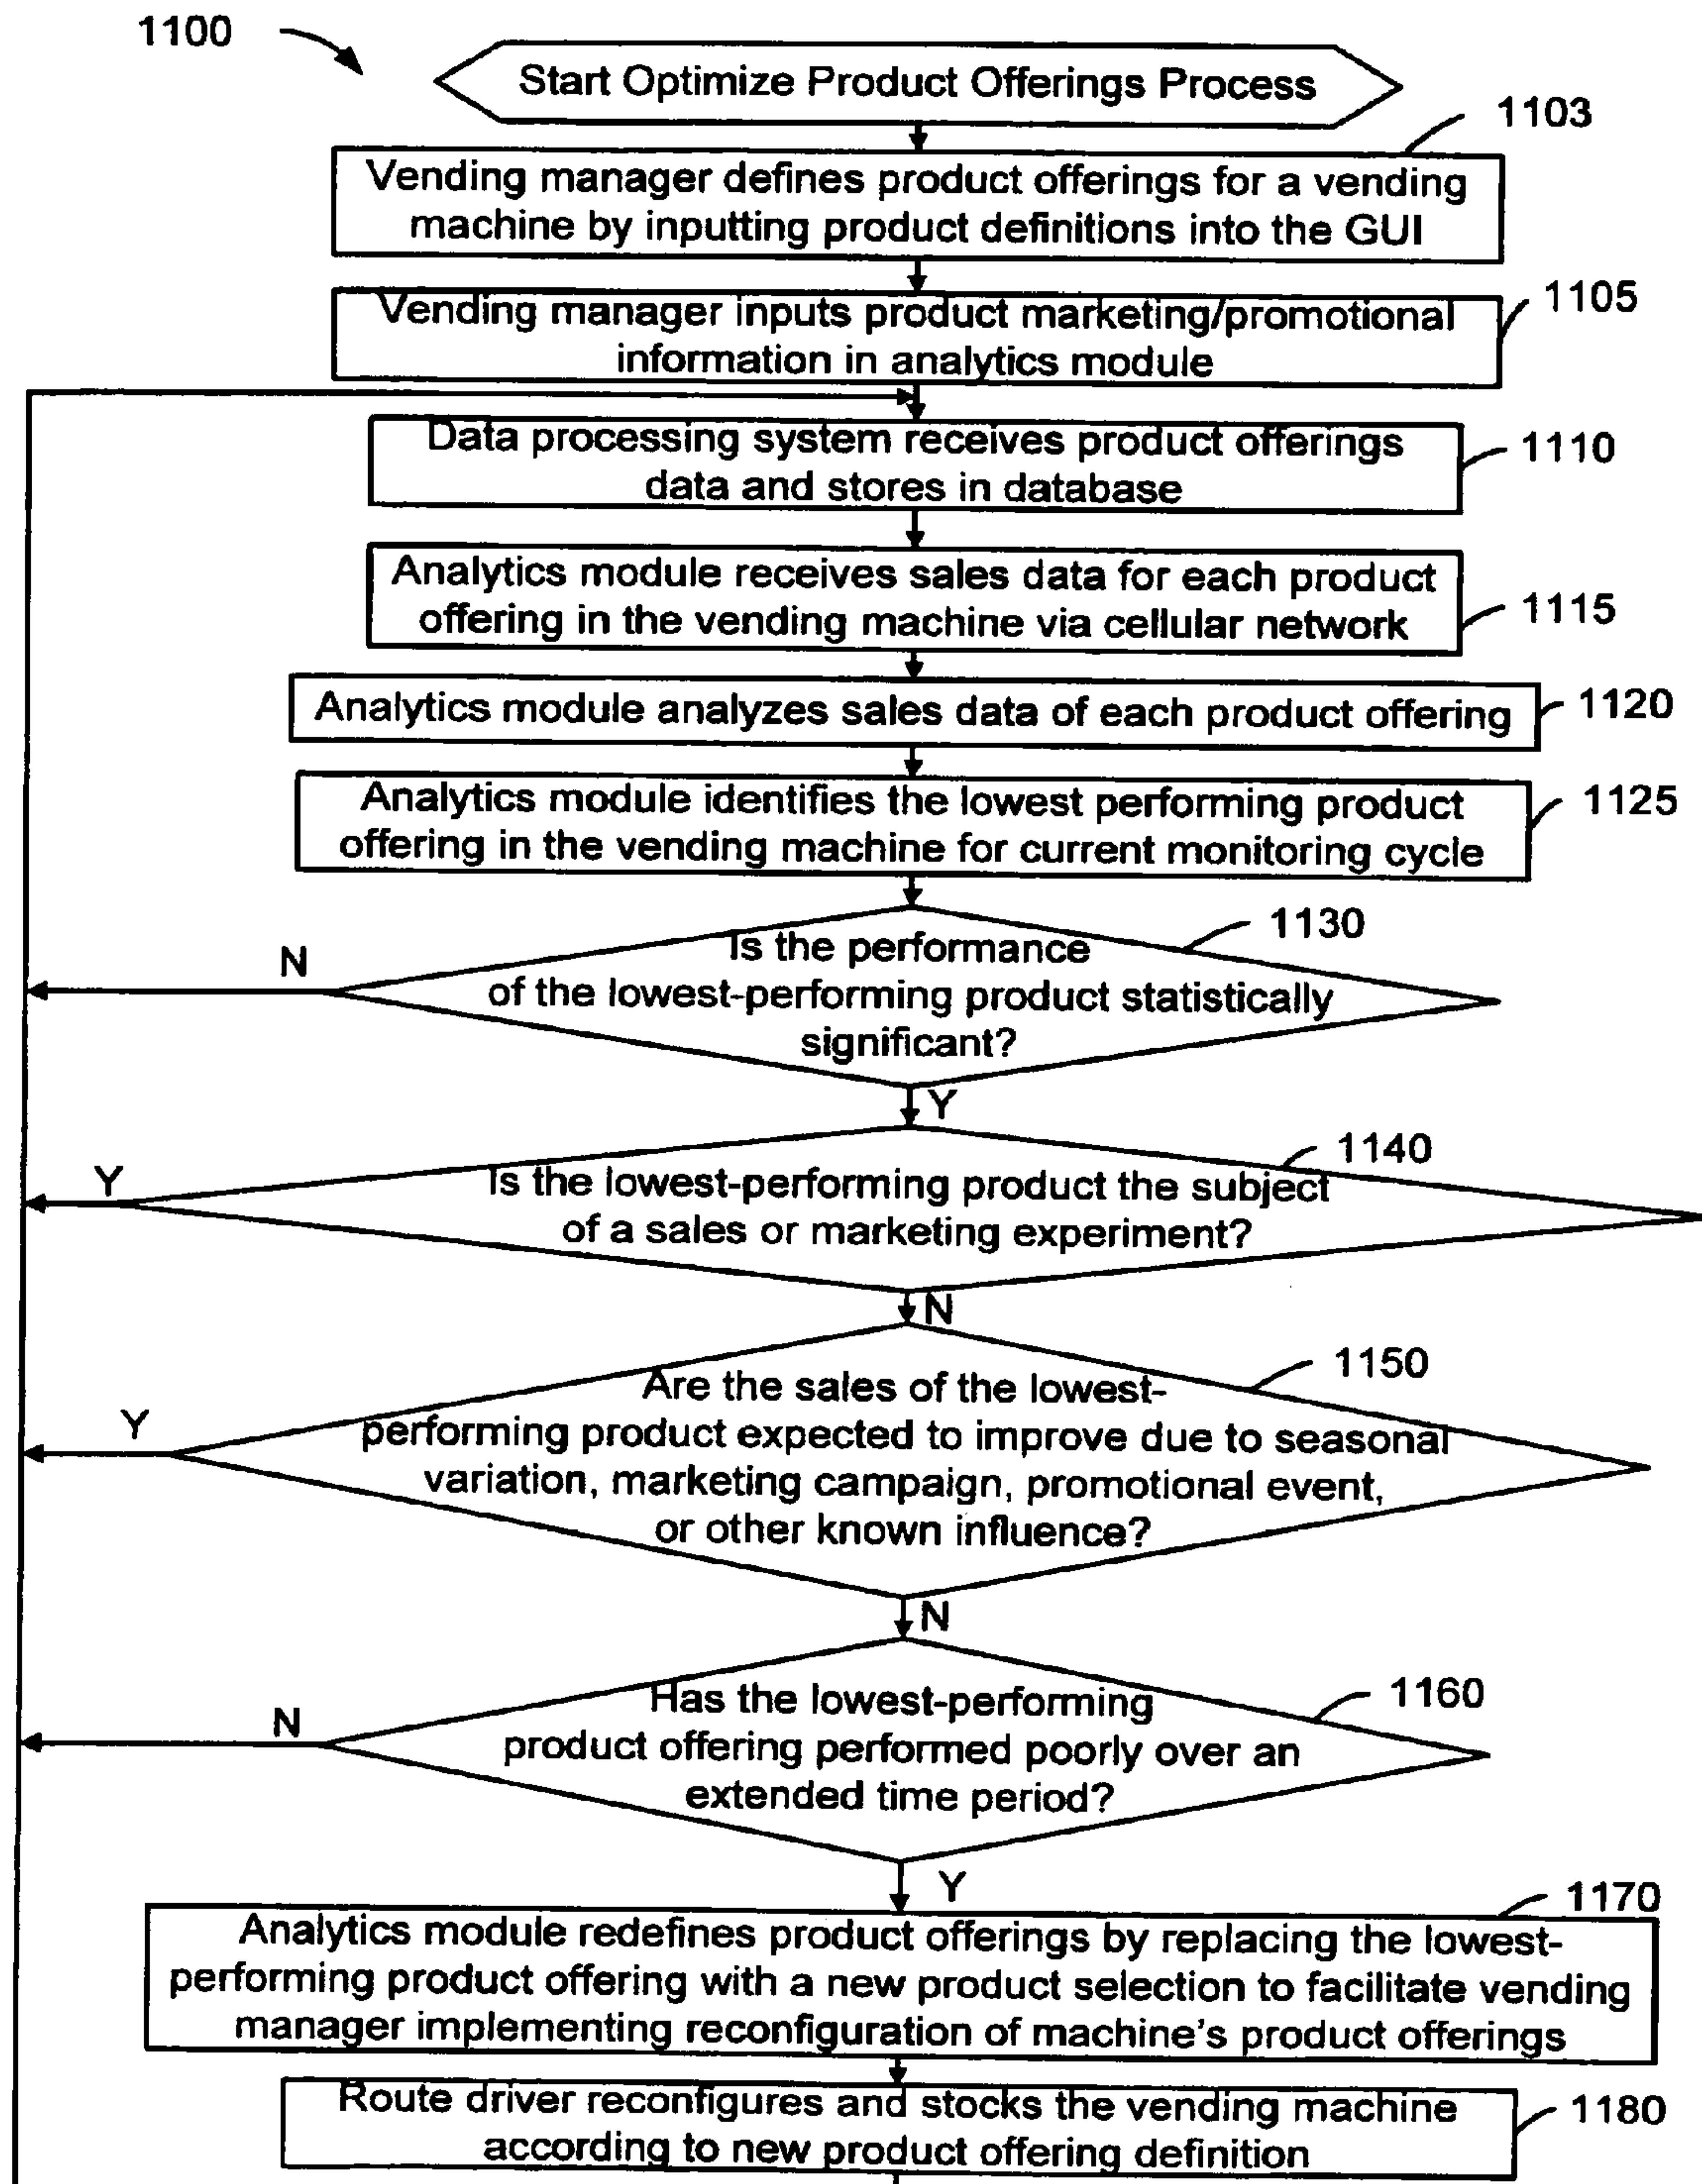 1100
Start Optimize Product Offerings Process
1103
Vending manager defines product offerings for a vending
machine by inputting product definitions into the GUI
1105
Vending manager inputs product marketing/promotional
information in analytics module
Data processing system receives product offerings
data and stores in database
1110
Analytics module receives sales data for each product
offering in the vending machine via cellular network
1115
Analytics module analyzes sales data of each product offering
1120
Analytics module identifies the lowest performing product
offering in the vending machine for current monitoring cycle
1125
1130
N
Is the performance
of the lowest-performing product statistically
significant?
Y
1140
Y
Is the lowest-performing product the subject
of a sales or marketing experiment?
N
1150
Y
Are the sales of the lowest-
performing product expected to improve due to seasonal
variation, marketing campaign, promotional event,
or other known influence?
N
1160
N
Has the lowest-performing
product offering performed poorly over an
extended time period?
Y
1170
Analytics module redefines product offerings by replacing the lowest-
performing product offering with a new product selection to facilitate vending
manager implementing reconfiguration of machine's product offerings
Route driver reconfigures and stocks the vending machine
according to new product offering definition
1180